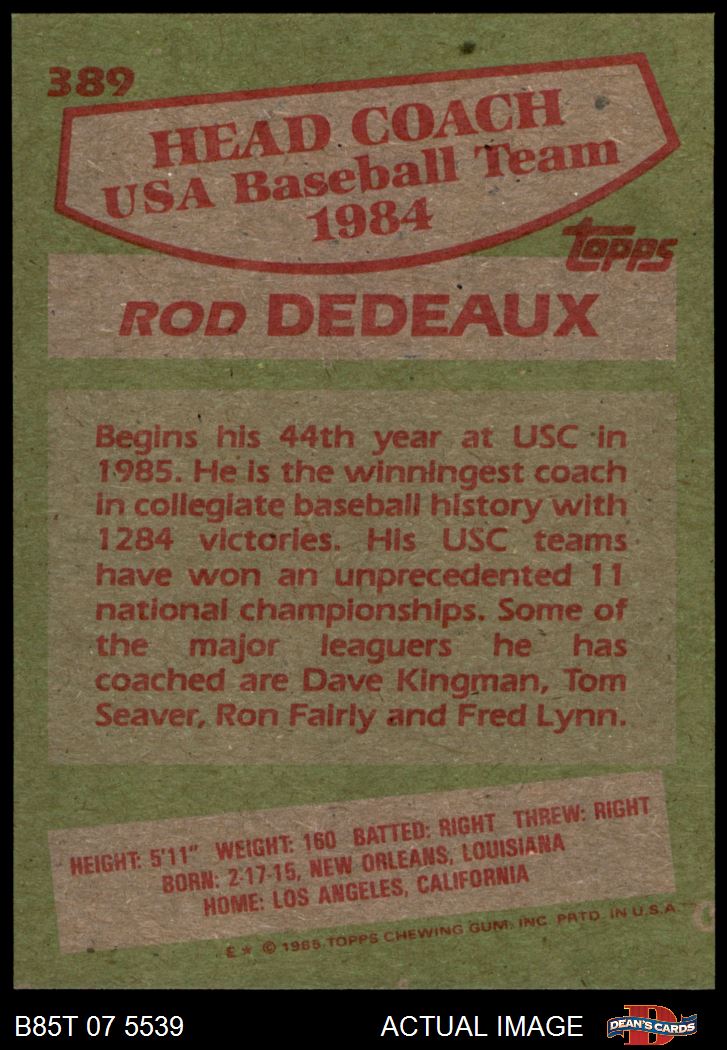 389
HEAD COACH
USA Baseball Team
1984
topps
ROD DEDEAUX
Begins his 44th year at USC in
1985. He is the winningest coach
in collegiate baseball history with
1284 victories. His USC teams
have won an unprecedented 11
national championships. Some of
the major leaguers he has
coached are Dave Kingman, Tom
Seaver, Ron Fairly and Fred Lynn.
HEIGHT: 5'11" WEIGHT: 160 BATTED: RIGHT THREW: RIGHT
BORN: 2-17-15, NEW ORLEANS, LOUISIANA
HOME: LOS ANGELES, CALIFORNIA
E ★ © 1985 TOPPS CHEWING GUM, INC. PRTD. IN U.S.A.
B85T 07 5539 ACTUAL IMAGE D DEAN'S CARDS